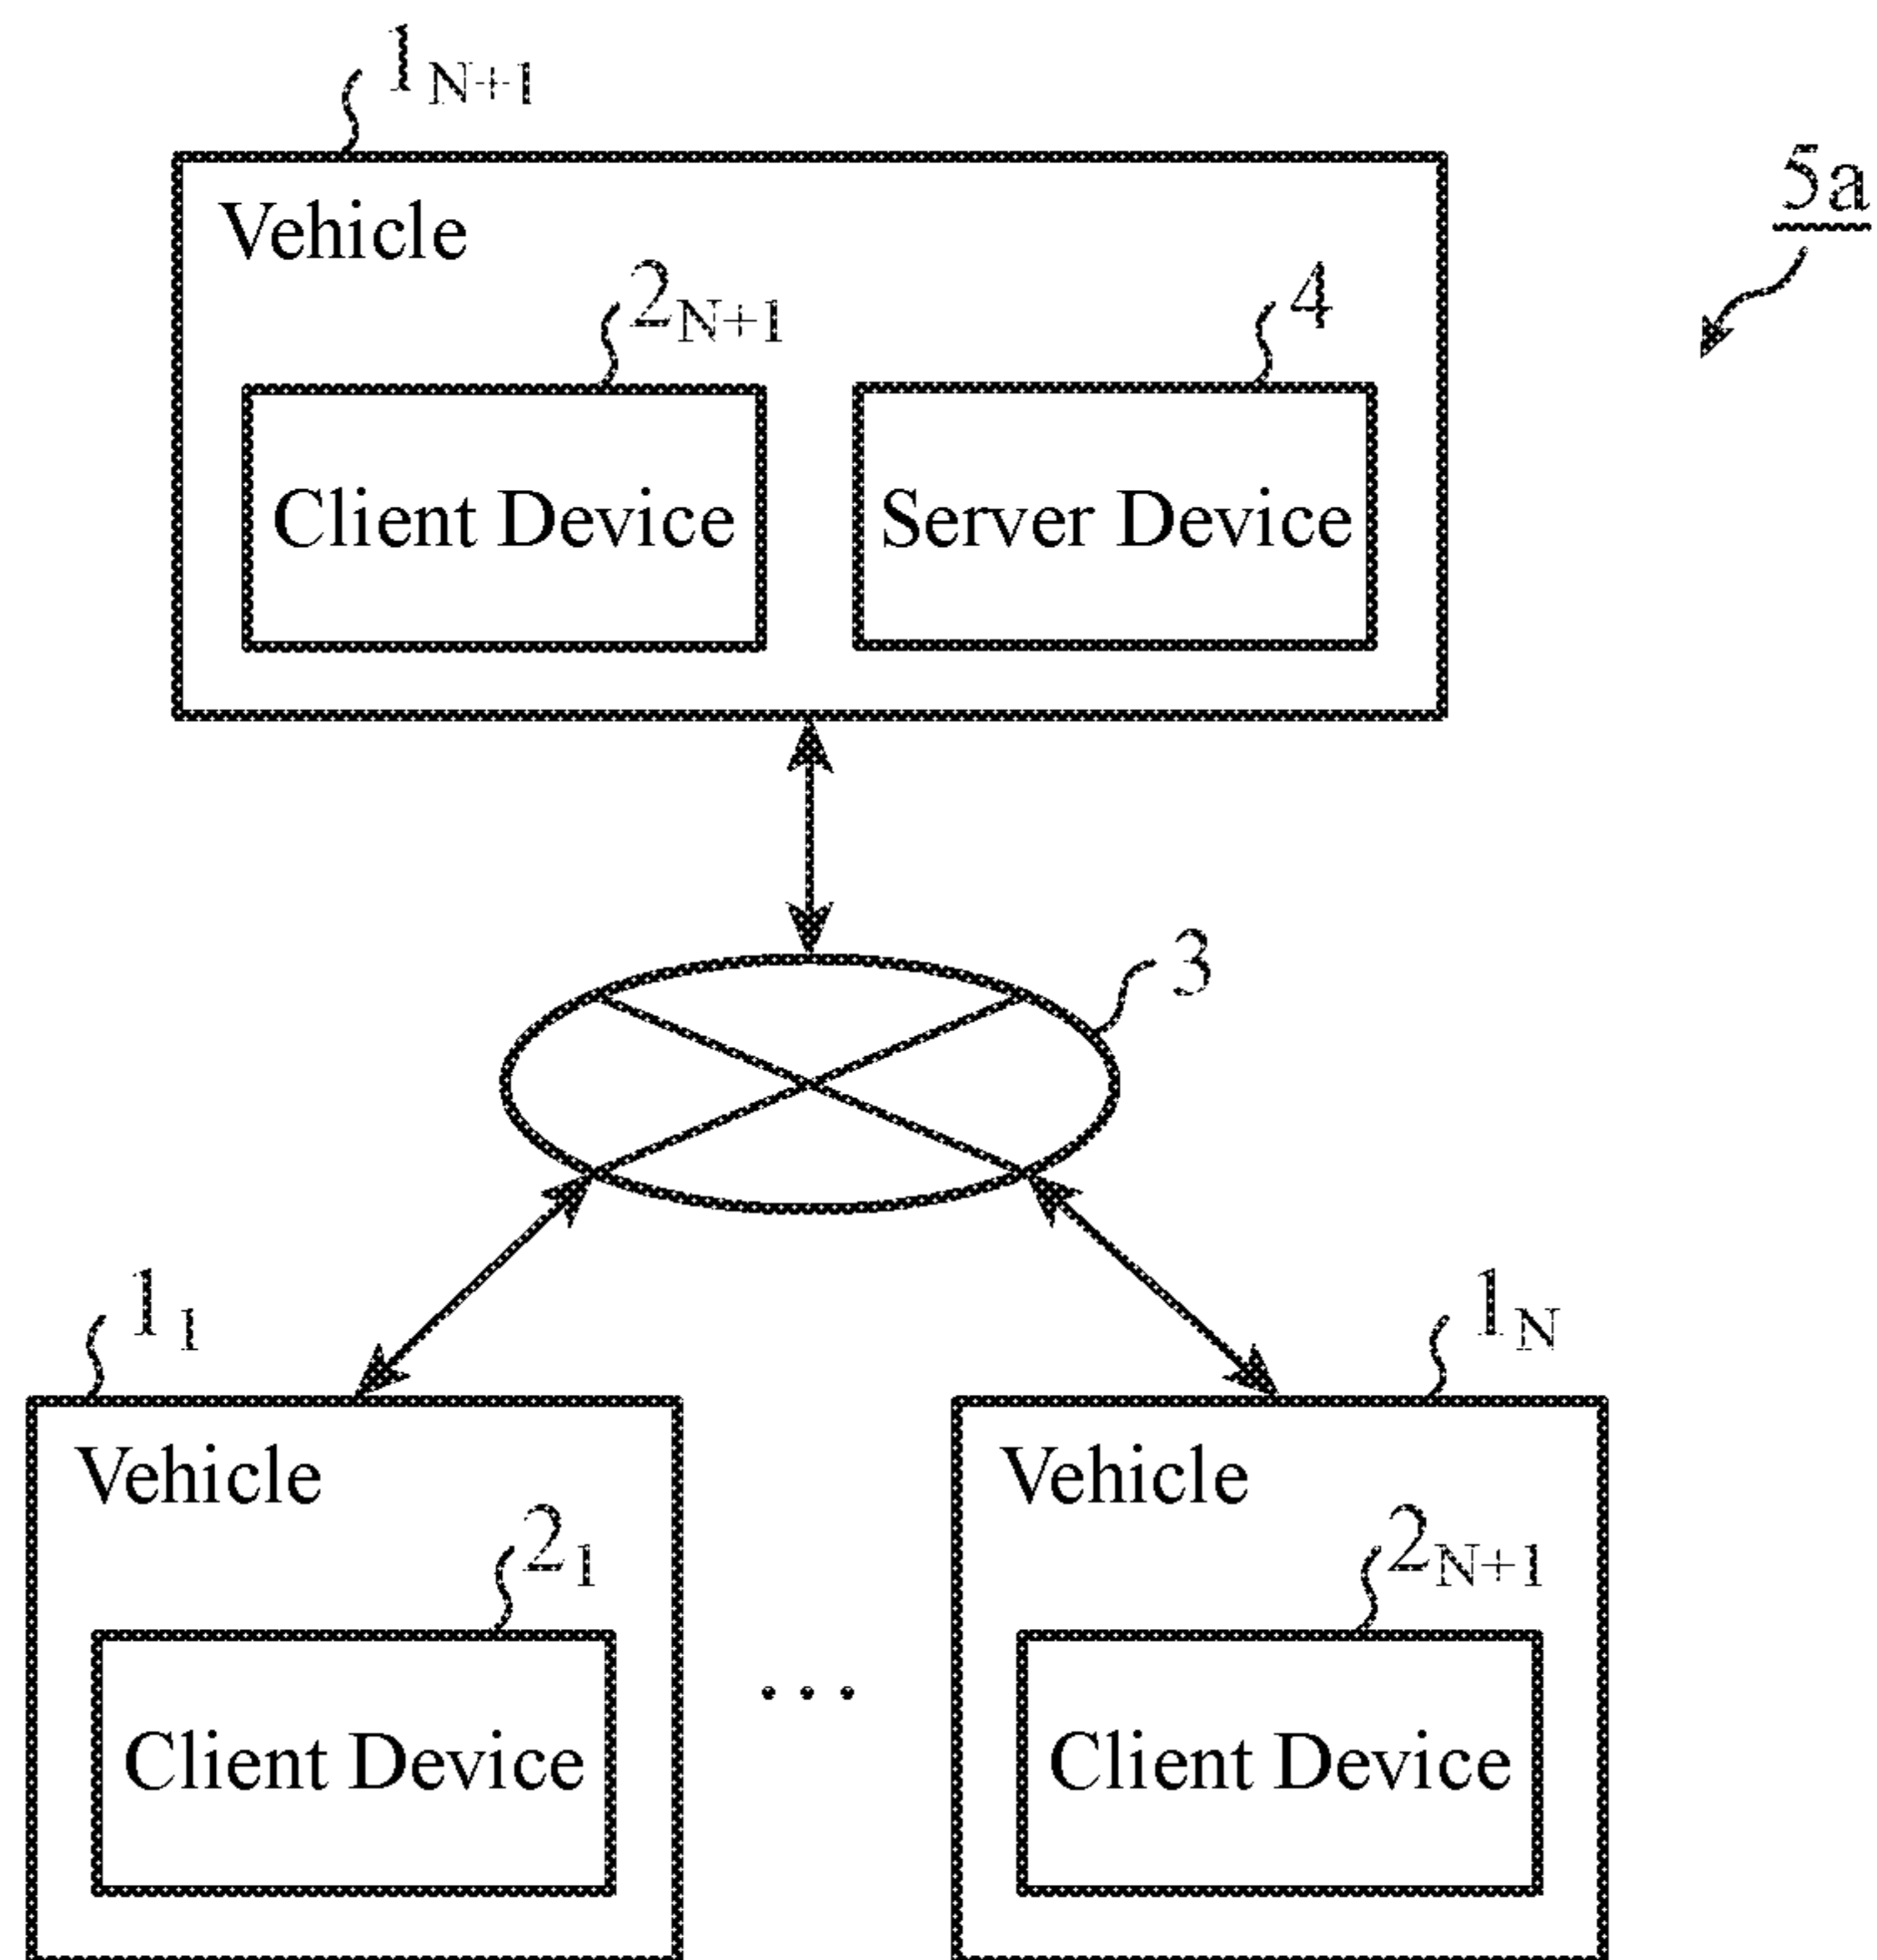 1N+1
5a
Vehicle
2N+1
4
Client Device
Server Device
3
11
1N
Vehicle
Vehicle
21
2N+1
Client Device
...
Client Device